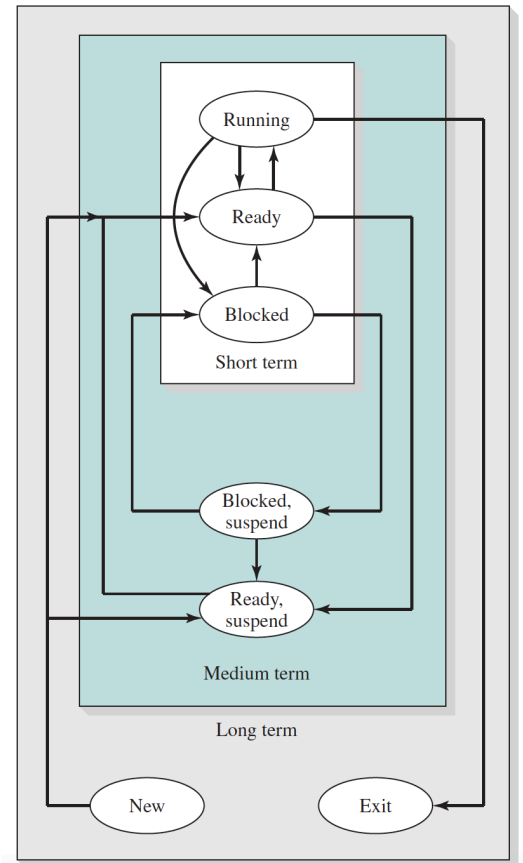 Running
Ready
Blocked
Short term
Blocked,
suspend
Ready,
suspend
Medium term
Long term
New
Exit